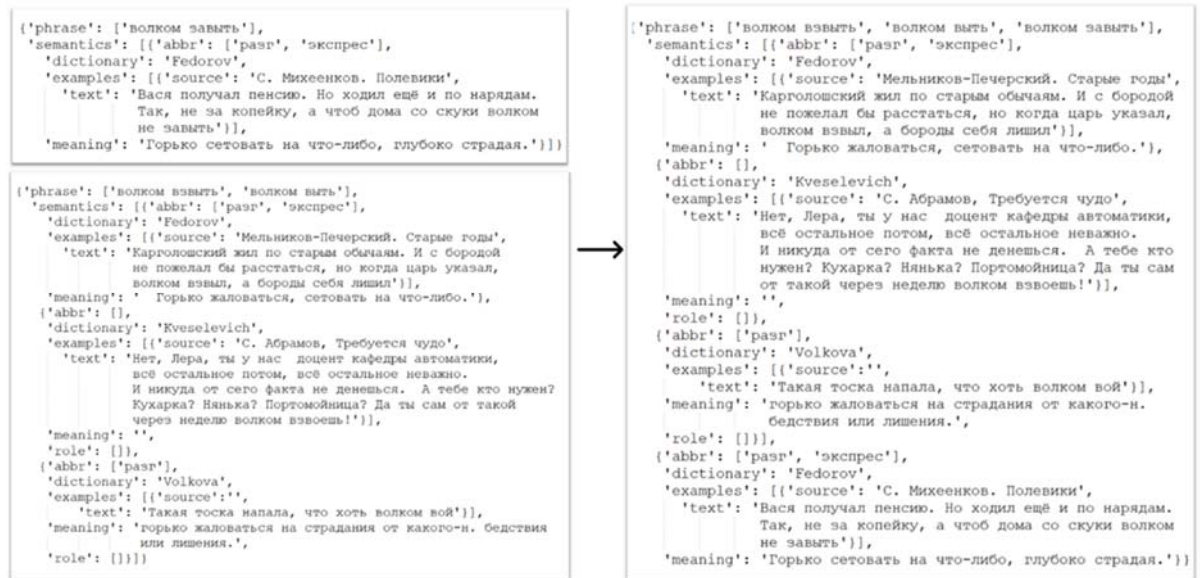 {'phrase': ['волком завыть'],
'semantics': [{'abbr': ['разг', 'экспрес'],
'dictionary': 'Fedorov',
'examples': [{'source': 'С. Михеенков. Полевики',
'text': 'Вася получал пенсию. Но ходил ещё и по нарядам.
Так, не за копейку, а чтоб дома со скуки волком
не завыть'}],
'meaning': 'Горько сетовать на что-либо, глубоко страдая.'}]}
{'phrase': ['волком взвыть', 'волком выть'],
'semantics': [{'abbr': ['разг', 'экспрес'],
'dictionary': 'Fedorov',
'examples': [{'source': 'Мельников-Печерский. Старые годы',
'text': 'Карголошский жил по старым обычаям. И с бородой
не пожелал бы расстаться, но когда царь указал,
волком взвыл, а бороды себя лишил'}],
'meaning': '  Горько жаловаться, сетовать на что-либо.'},
{'abbr': [],
'dictionary': 'Kveselevich',
'examples': [{'source': 'С. Абрамов, Требуется чудо',
'text': 'Нет, Лера, ты у нас  доцент кафедры автоматики,
всё остальное потом, всё остальное неважно.
И никуда от сего факта не денешься.  А тебе кто нужен?
Кухарка? Нянька? Портомойница? Да ты сам от такой
через неделю волком взвоешь!'}],
'meaning': '',
'role': []},
{'abbr': ['разг'],
'dictionary': 'Volkova',
'examples': [{'source':'',
'text': 'Такая тоска напала, что хоть волком вой'}],
'meaning': 'горько жаловаться на страдания от какого-н. бедствия
или лишения.',
'role': []}]}
→
{'phrase': ['волком взвыть', 'волком выть', 'волком завыть'],
'semantics': [{'abbr': ['разг', 'экспрес'],
'dictionary': 'Fedorov',
'examples': [{'source': 'Мельников-Печерский. Старые годы',
'text': 'Карголошский жил по старым обычаям. И с бородой
не пожелал бы расстаться, но когда царь указал,
волком взвыл, а бороды себя лишил'}],
'meaning': '  Горько жаловаться, сетовать на что-либо.'},
{'abbr': [],
'dictionary': 'Kveselevich',
'examples': [{'source': 'С. Абрамов, Требуется чудо',
'text': 'Нет, Лера, ты у нас  доцент кафедры автоматики,
всё остальное потом, всё остальное неважно.
И никуда от сего факта не денешься.  А тебе кто
нужен? Кухарка? Нянька? Портомойница? Да ты сам
от такой через неделю волком взвоешь!'}],
'meaning': '',
'role': []},
{'abbr': ['разг'],
'dictionary': 'Volkova',
'examples': [{'source':'',
'text': 'Такая тоска напала, что хоть волком вой'}],
'meaning': 'горько жаловаться на страдания от какого-н.
бедствия или лишения.',
'role': []}],
{'abbr': ['разг', 'экспрес'],
'dictionary': 'Fedorov',
'examples': [{'source': 'С. Михеенков. Полевики',
'text': 'Вася получал пенсию. Но ходил ещё и по нарядам.
Так, не за копейку, а чтоб дома со скуки волком
не завыть'}],
'meaning': 'Горько сетовать на что-либо, глубоко страдая.'}}